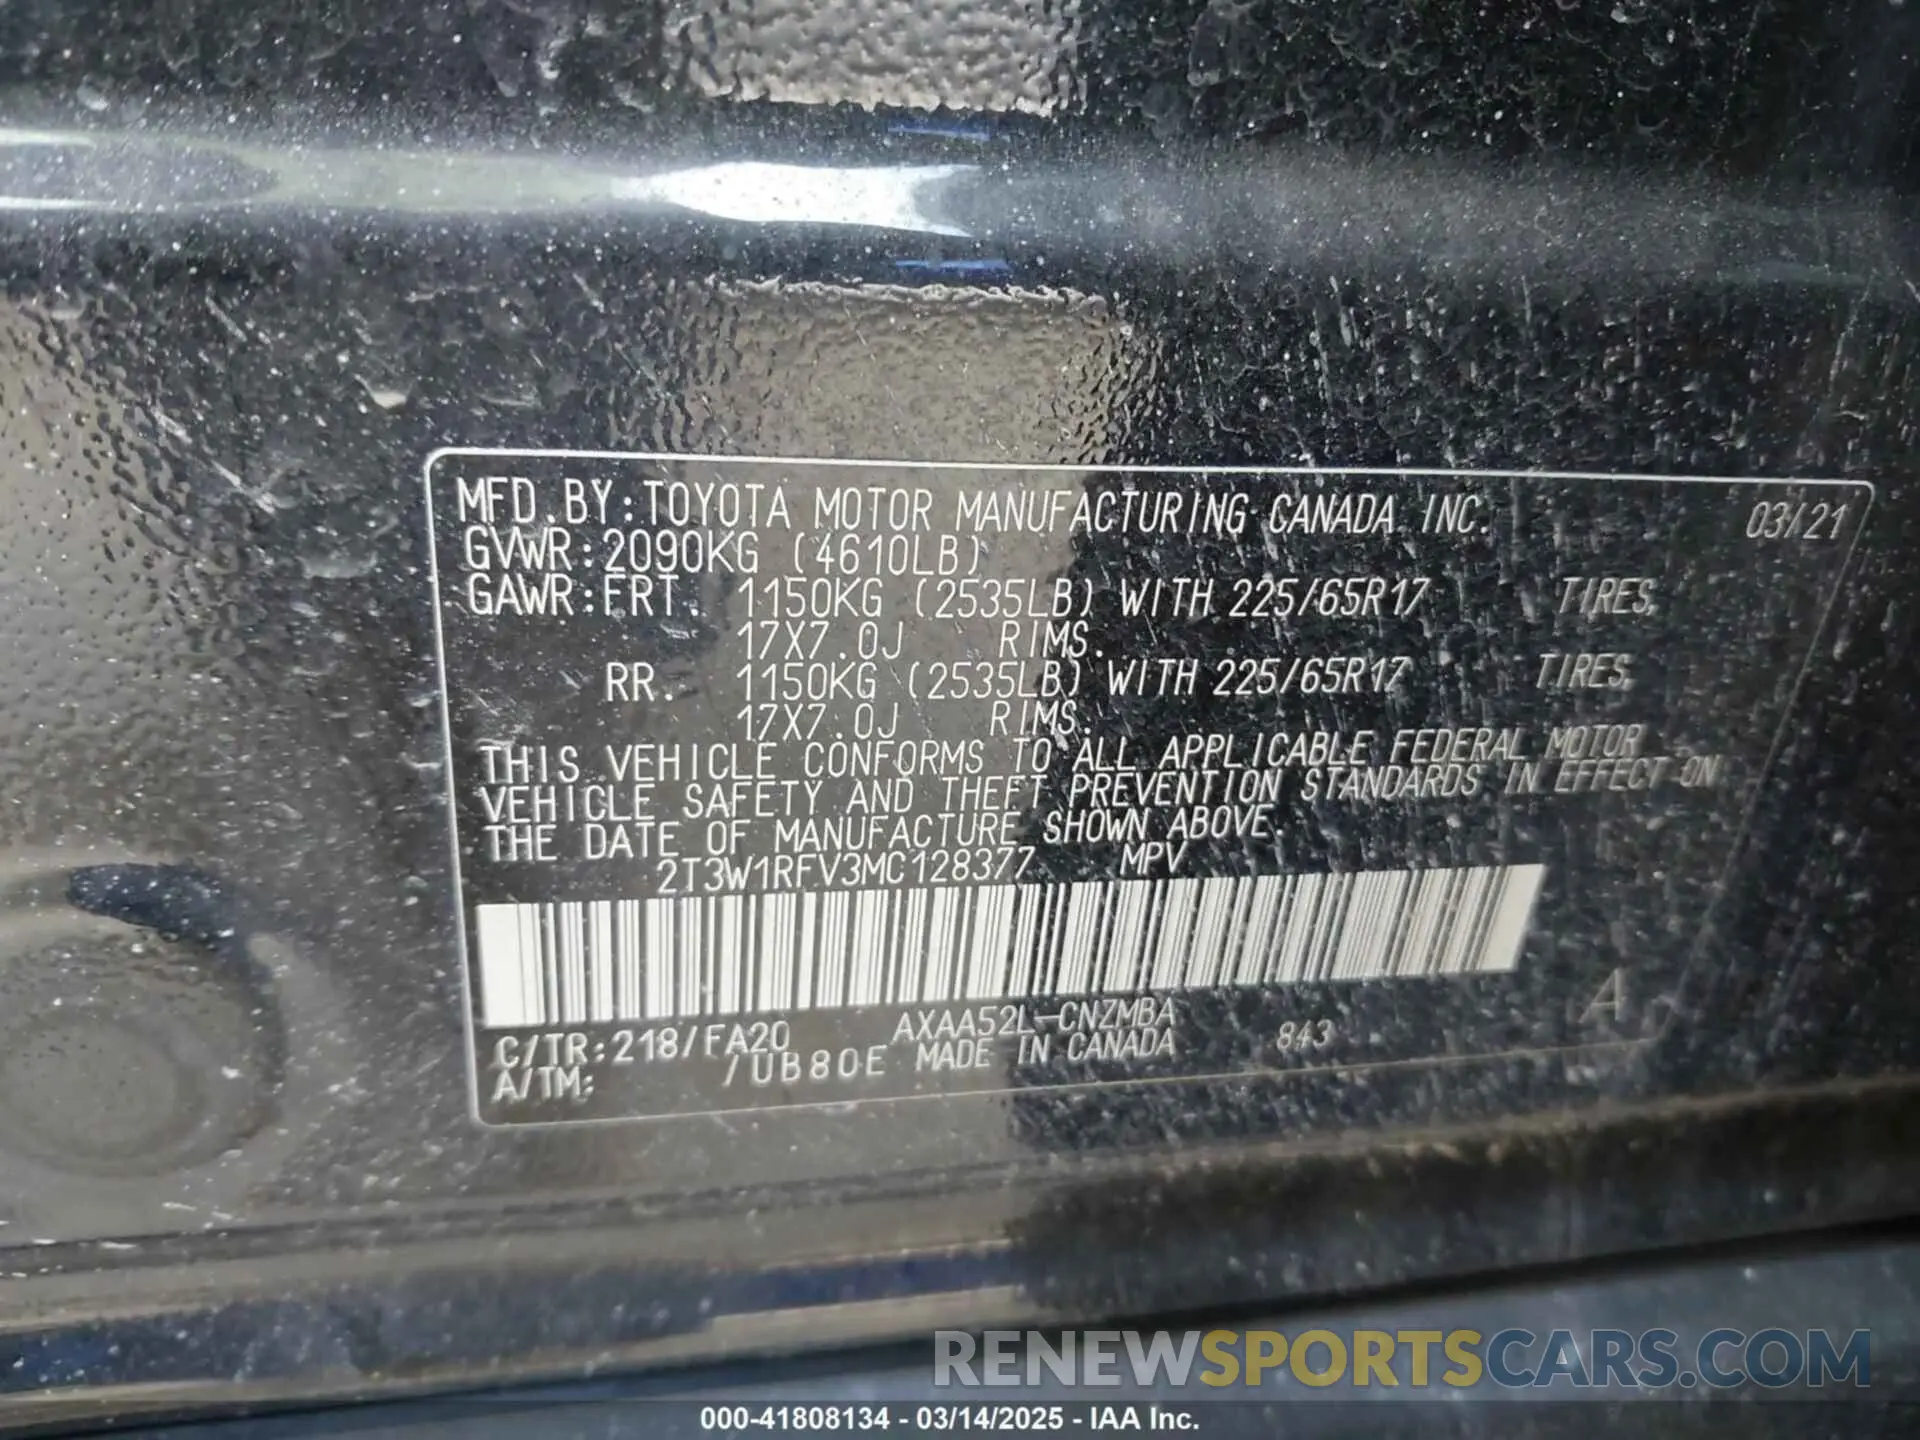 MFD.BY:TOYOTA MOTOR MANUFACTURING CANADA INC. 03/21
GVWR:2090KG (4610LB)
GAWR:FRT. 1150KG (2535LB) WITH 225/65R17 TIRES,
17X7.0J RIMS.
RR. 1150KG (2535LB) WITH 225/65R17 TIRES,
17X7.0J RIMS.
THIS VEHICLE CONFORMS TO ALL APPLICABLE FEDERAL MOTOR
VEHICLE SAFETY AND THEFT PREVENTION STANDARDS IN EFFECT ON
THE DATE OF MANUFACTURE SHOWN ABOVE.
2T3W1RFV3MC128377 MPV
C/TR:218/FA20 AXAA52L-CNZMBA 843 A
A/TM: /UB80E MADE IN CANADA
RENEWSPORTSCARS.COM
000-41808134 - 03/14/2025 - IAA Inc.